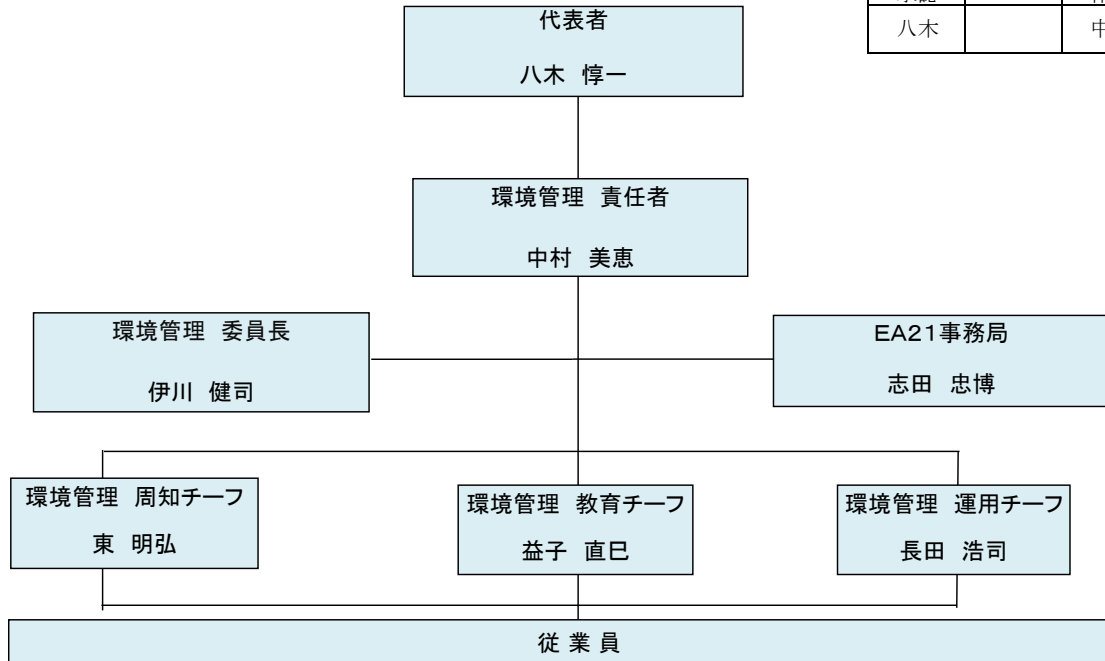 代表者
八木 惇一
八木
中
環境管理 責任者
中村 美恵
環境管理 委員長
伊川 健司
EA21事務局
志田 忠博
環境管理 周知チーフ
東 明弘
環境管理 教育チーフ
益子 直巳
環境管理 運用チーフ
長田 浩司
従業員